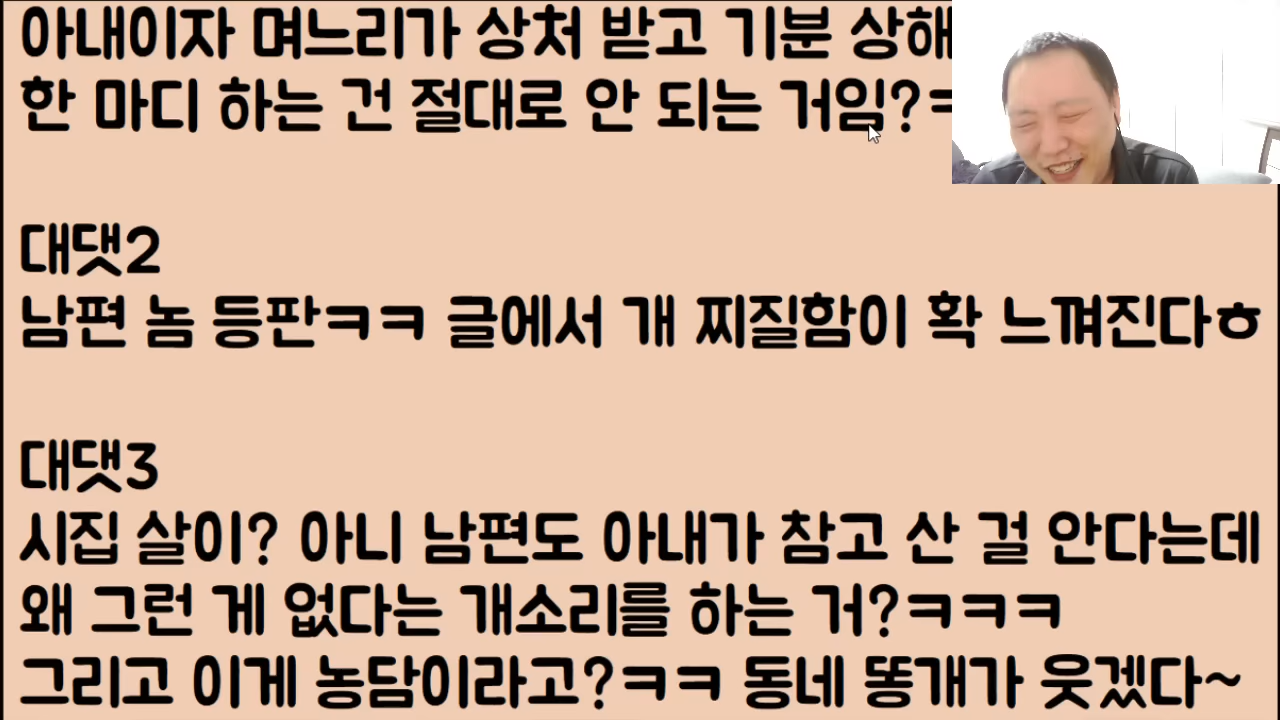 아내이자 며느리가 상처 받고 기분 상해
한 마디 하는 건 절대로 안 되는 거임?ㅋ
대댓2
남편 놈 등판ㅋㅋ 글에서 개 찌질함이 확 느껴진다ㅎ
대댓3
시집 살이? 아니 남편도 아내가 참고 산 걸 안다는데
왜 그런 게 없다는 개소리를 하는 거?ㅋㅋㅋ
그리고 이게 농담이라고?ㅋㅋ 동네 똥개가 웃겠다~